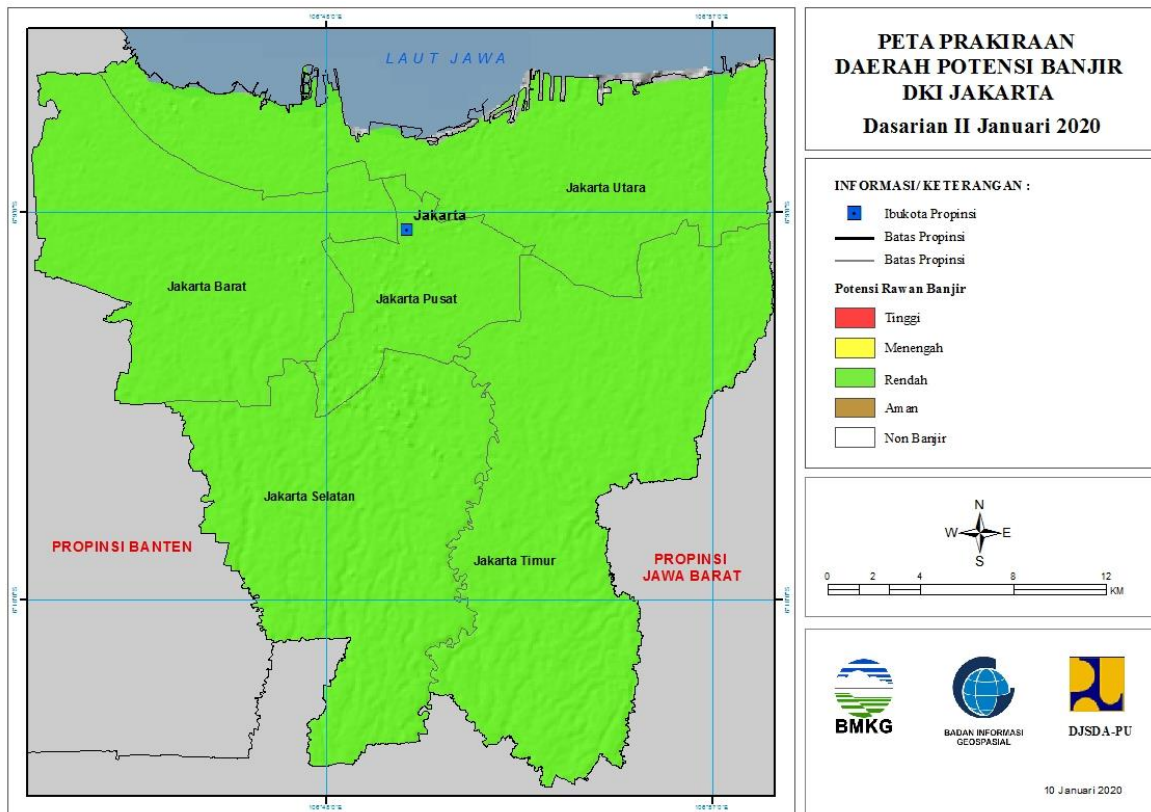 106°45'0"E
LAUT JAWA
Jakarta Utara
Jakarta
Jakarta Barat
Jakarta Pusat
Jakarta Selatan
PROPINSI BANTEN
Jakarta Timur
PROPINSI
JAWA BARAT
PETA PRAKIRAAN
DAERAH POTENSI BANJIR
DKI JAKARTA
Dasarian II Januari 2020
INFORMASI/ KETERANGAN :
Ibukota Propinsi
Batas Propinsi
Batas Propinsi
Potensi Rawan Banjir
Tinggi
Menengah
Rendah
Aman
Non Banjir
N
W E
S
0 2 4 8 12
KM
BMKG
BADAN INFORMASI
GEOSPASIAL
DJSDA-PU
10 Januari 2020